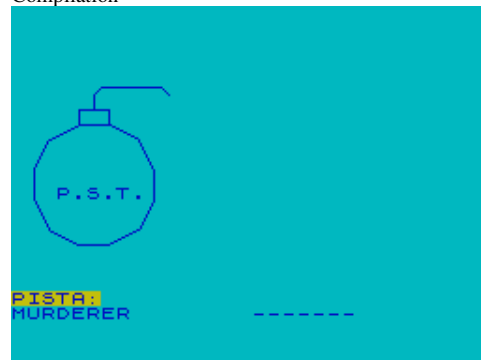 Compilation
P.S.T.
PISTA:
MURDERER -------